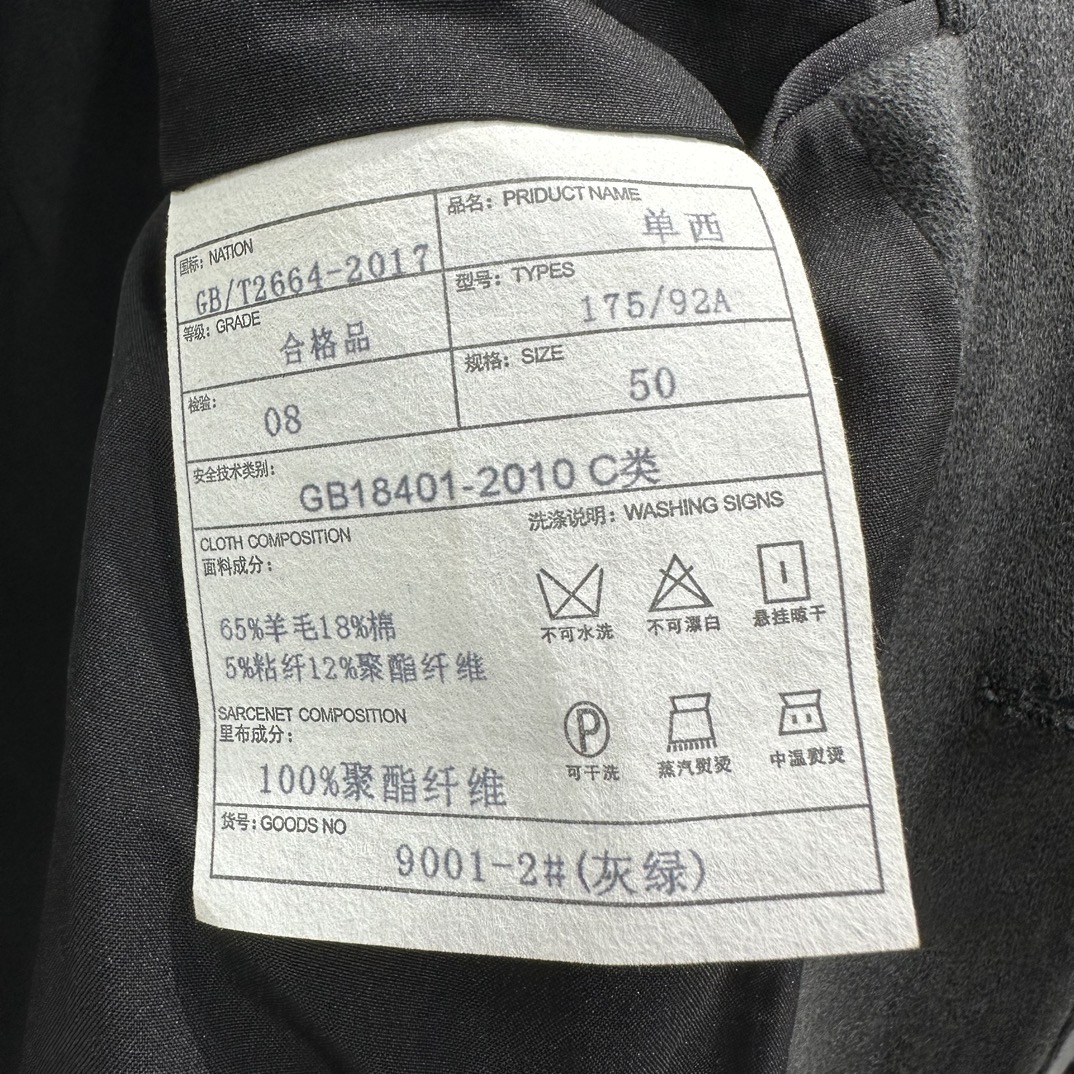 国标: NATION
GB/T2664-2017
品名: PRIDUCT NAME
单西
等级: GRADE
合格品
型号: TYPES
175/92A
检验:
08
规格: SIZE
50
安全技术类别:
GB18401-2010 C类
CLOTH COMPOSITION
面料成分:
65%羊毛18%棉
5%粘纤12%聚酯纤维
SARCENET COMPOSITION
里布成分:
100%聚酯纤维
洗涤说明: WASHING SIGNS
不可水洗
不可漂白
悬挂晾干
P
可干洗
蒸汽熨烫
中温熨烫
货号: GOODS NO
9001-2#(灰绿)